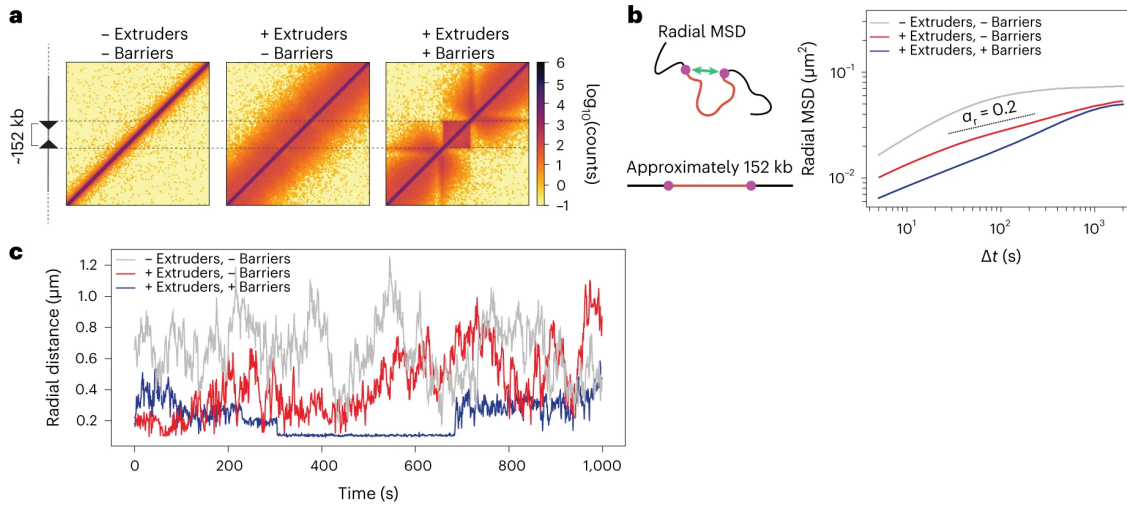 a
– Extruders
– Barriers
+ Extruders
– Barriers
+ Extruders
+ Barriers
~152 kb
6
5
4
3
2
1
0
–1
log10(counts)
b
Radial MSD
Approximately 152 kb
– Extruders, – Barriers
+ Extruders, – Barriers
+ Extruders, + Barriers
αr = 0.2
Radial MSD (μm²)
10⁻¹
10⁻²
10¹
10²
10³
Δt (s)
c
– Extruders, – Barriers
+ Extruders, – Barriers
+ Extruders, + Barriers
Radial distance (μm)
1.2
1.0
0.8
0.6
0.4
0.2
0
200
400
600
800
1,000
Time (s)